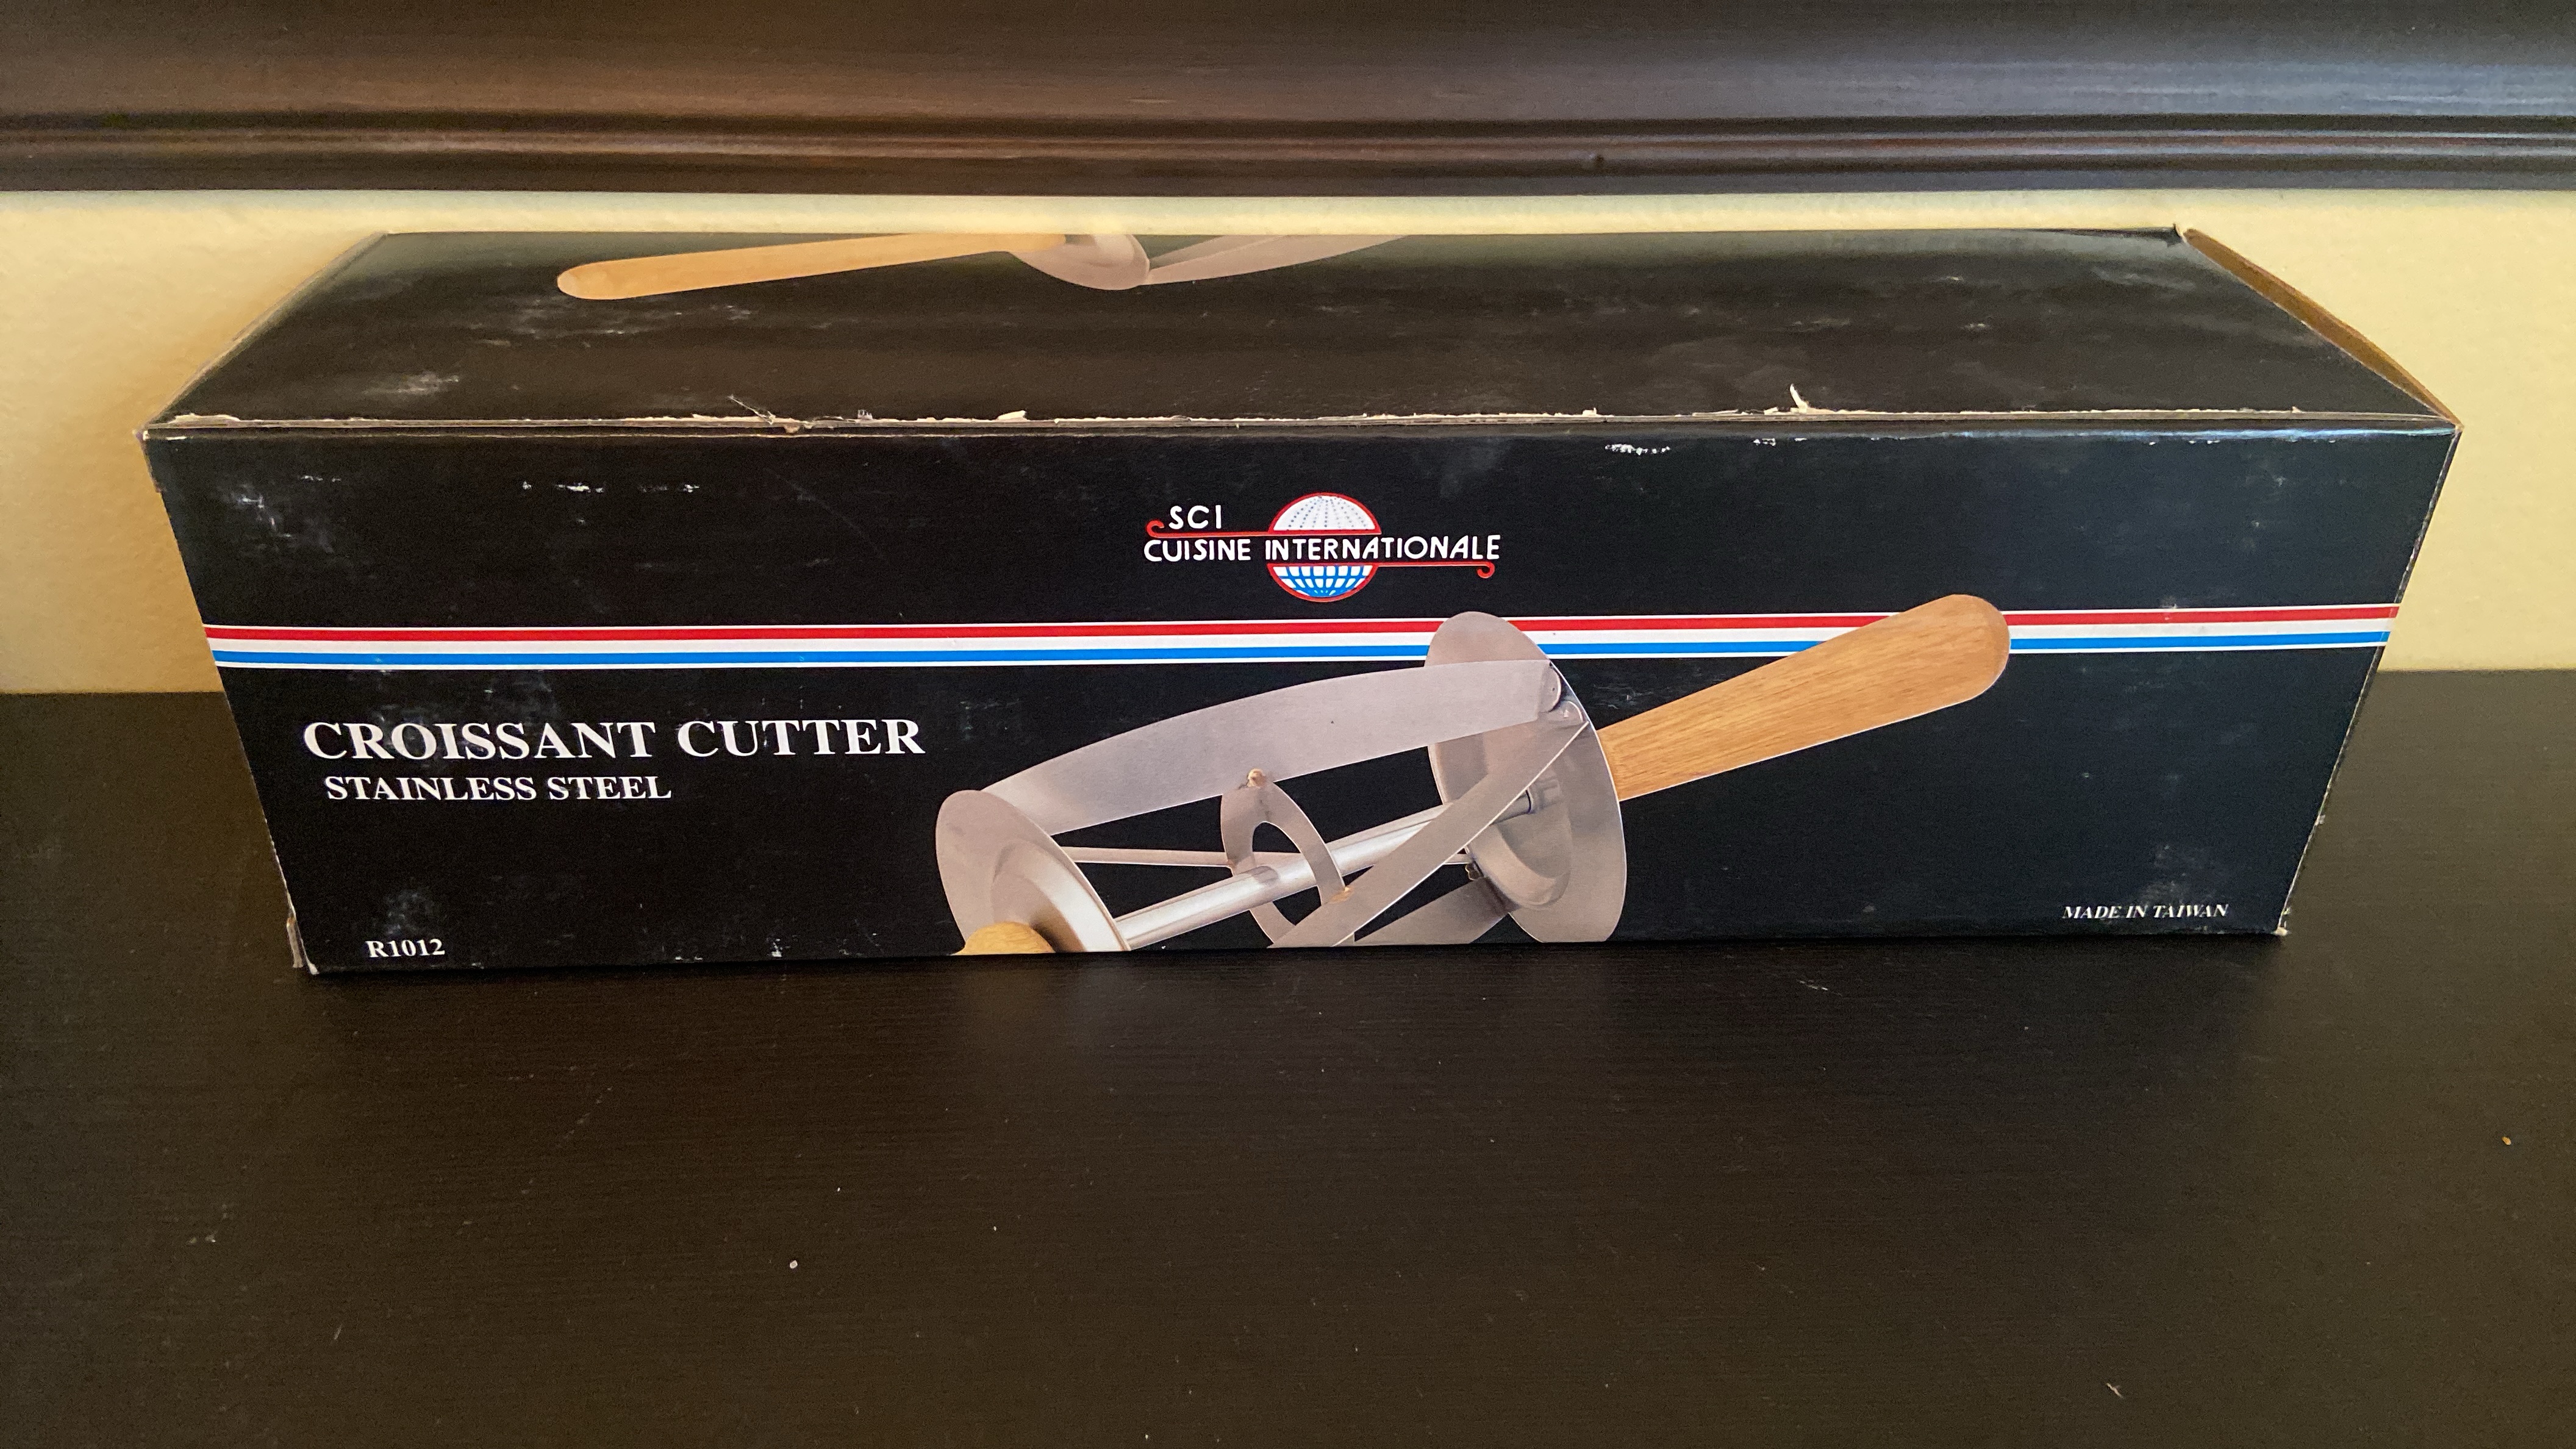 SCI
CUISINE INTERNATIONALE
CROISSANT CUTTER
STAINLESS STEEL
R1012
MADE IN TAIWAN